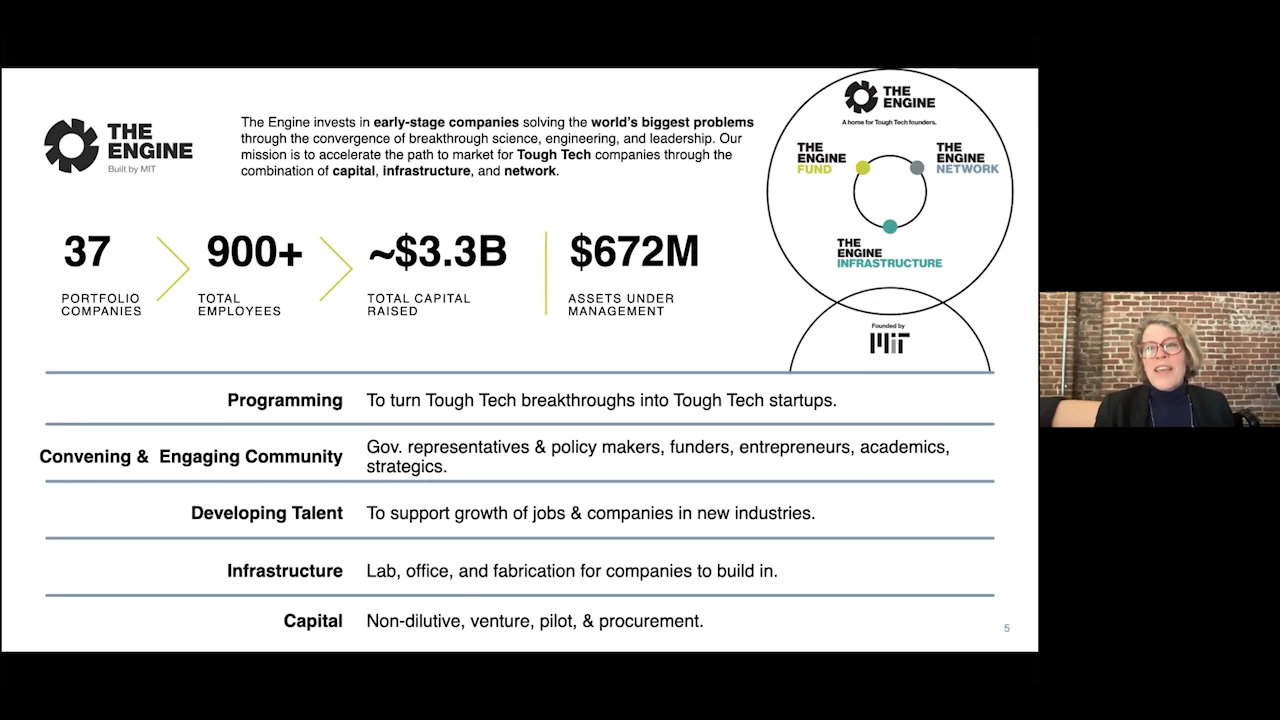 THE
ENGINE
Built by MIT
The Engine invests in early-stage companies solving the world's biggest problems
through the convergence of breakthrough science, engineering, and leadership. Our
mission is to accelerate the path to market for Tough Tech companies through the
combination of capital, infrastructure, and network.
THE
ENGINE
A home for Tough Tech founders.
THE
ENGINE
FUND
THE
ENGINE
NETWORK
THE
ENGINE
INFRASTRUCTURE
Founded by
MIT
37
PORTFOLIO
COMPANIES
900+
TOTAL
EMPLOYEES
~$3.3B
TOTAL CAPITAL
RAISED
$672M
ASSETS UNDER
MANAGEMENT
Programming To turn Tough Tech breakthroughs into Tough Tech startups.
Convening & Engaging Community Gov. representatives & policy makers, funders, entrepreneurs, academics,
strategics.
Developing Talent To support growth of jobs & companies in new industries.
Infrastructure Lab, office, and fabrication for companies to build in.
Capital Non-dilutive, venture, pilot, & procurement.
5